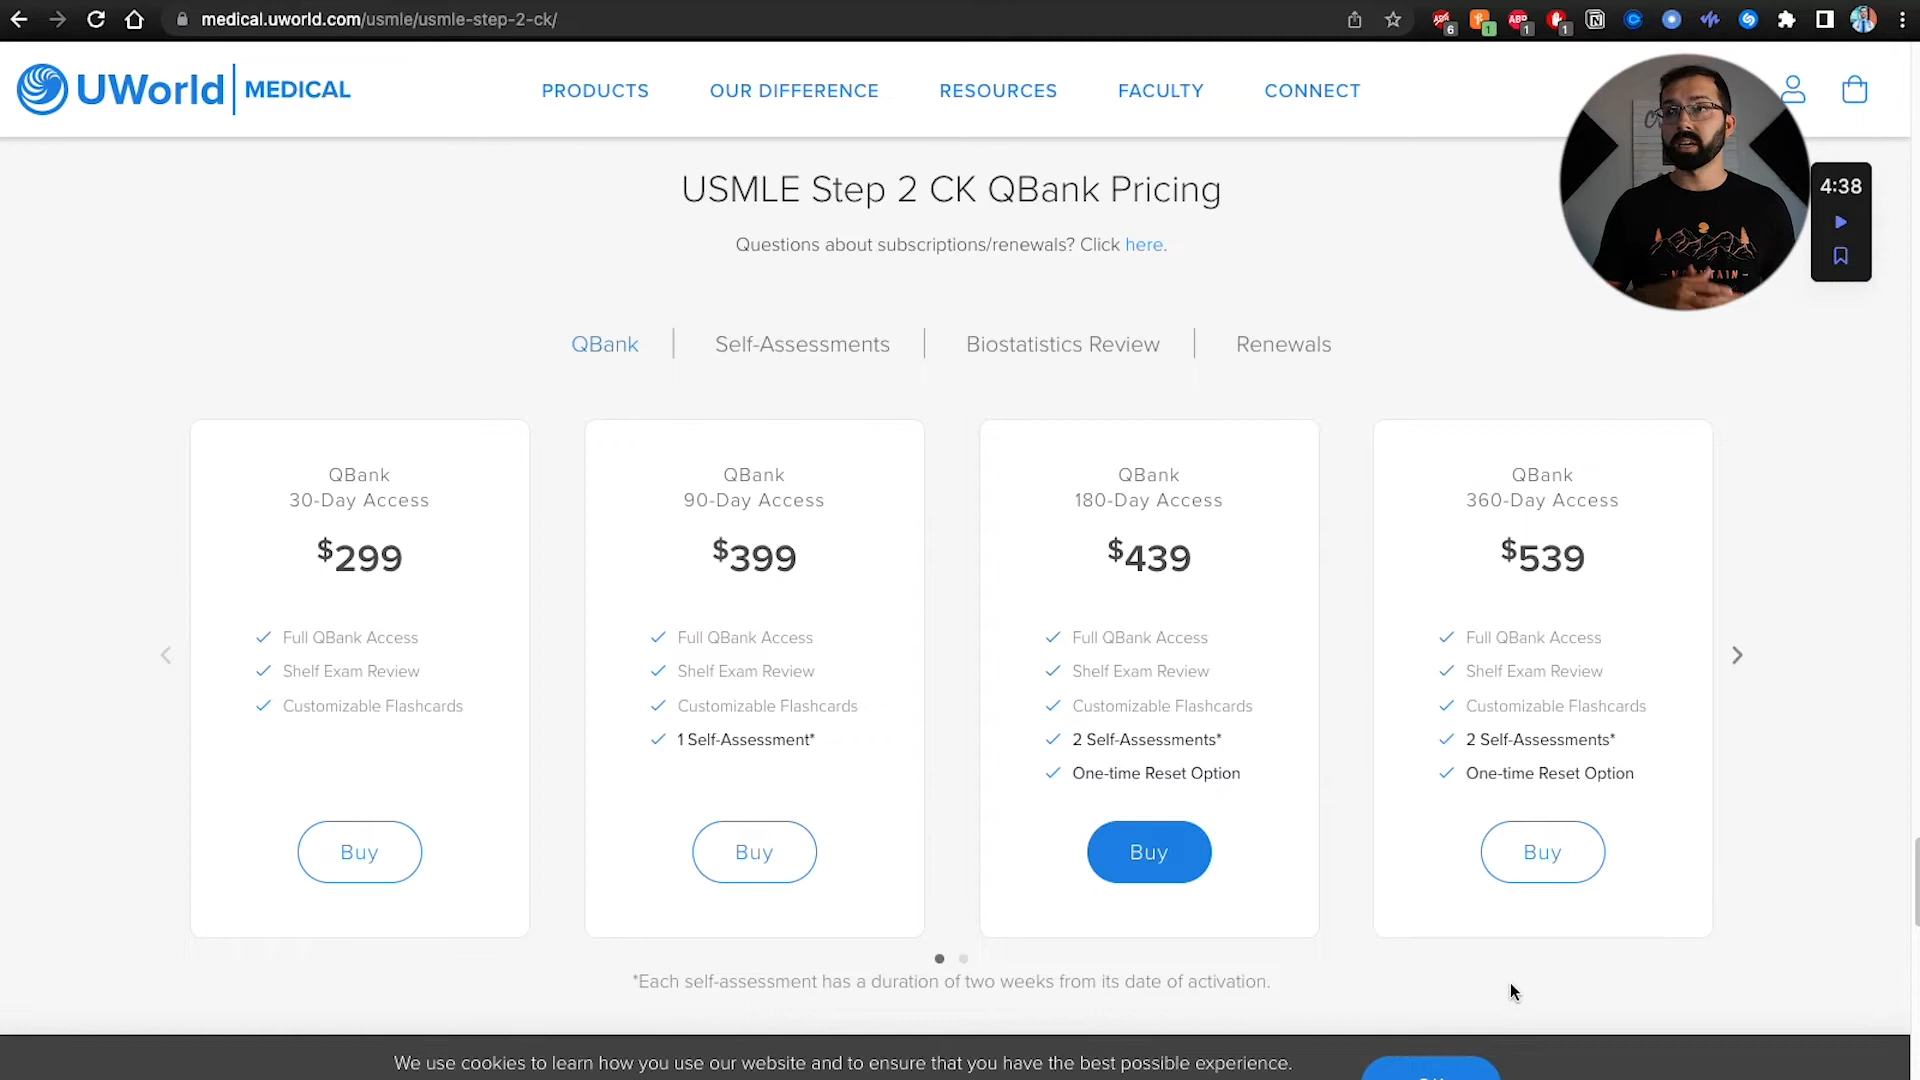 medical.uworld.com/usmle/usmle-step-2-ck/
6
1
ABP
1
1
UWorld MEDICAL
PRODUCTS
OUR DIFFERENCE
RESOURCES
FACULTY
CONNECT
4:38
USMLE Step 2 CK QBank Pricing
Questions about subscriptions/renewals? Click here.
QBank
Self-Assessments
Biostatistics Review
Renewals
QBank
30-Day Access
$299
Full QBank Access
Shelf Exam Review
Customizable Flashcards
Buy
QBank
90-Day Access
$399
Full QBank Access
Shelf Exam Review
Customizable Flashcards
1 Self-Assessment*
Buy
QBank
180-Day Access
$439
Full QBank Access
Shelf Exam Review
Customizable Flashcards
2 Self-Assessments*
One-time Reset Option
Buy
QBank
360-Day Access
$539
Full QBank Access
Shelf Exam Review
Customizable Flashcards
2 Self-Assessments*
One-time Reset Option
Buy
*Each self-assessment has a duration of two weeks from its date of activation.
We use cookies to learn how you use our website and to ensure that you have the best possible experience.